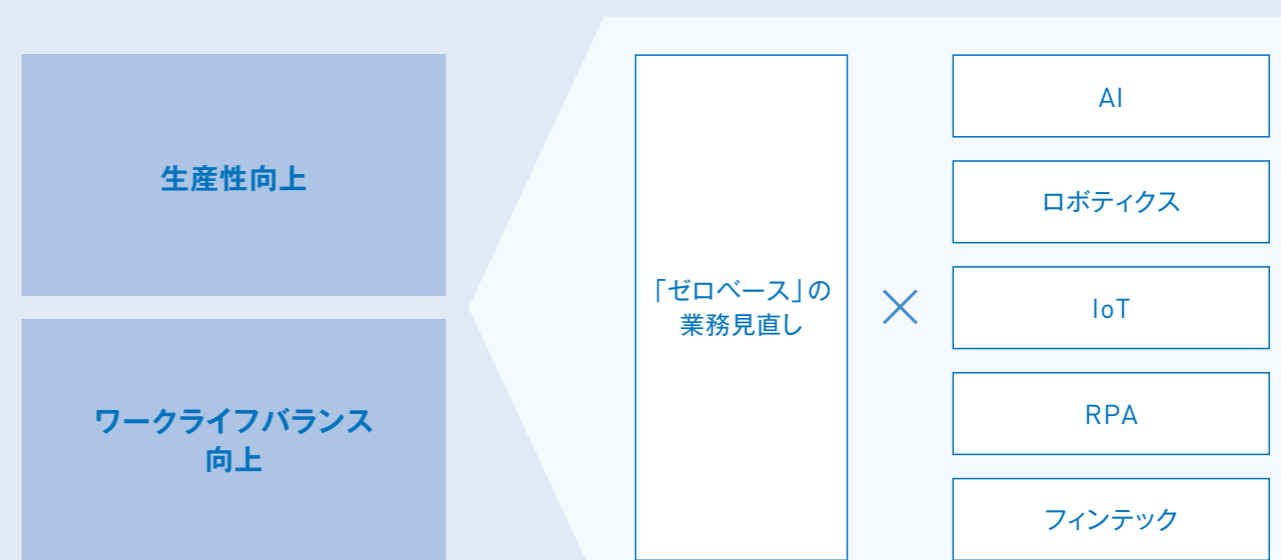 生産性向上
ワークライフバランス
向上
「ゼロベース」の
業務見直し
×
AI
ロボティクス
IoT
RPA
フィンテック